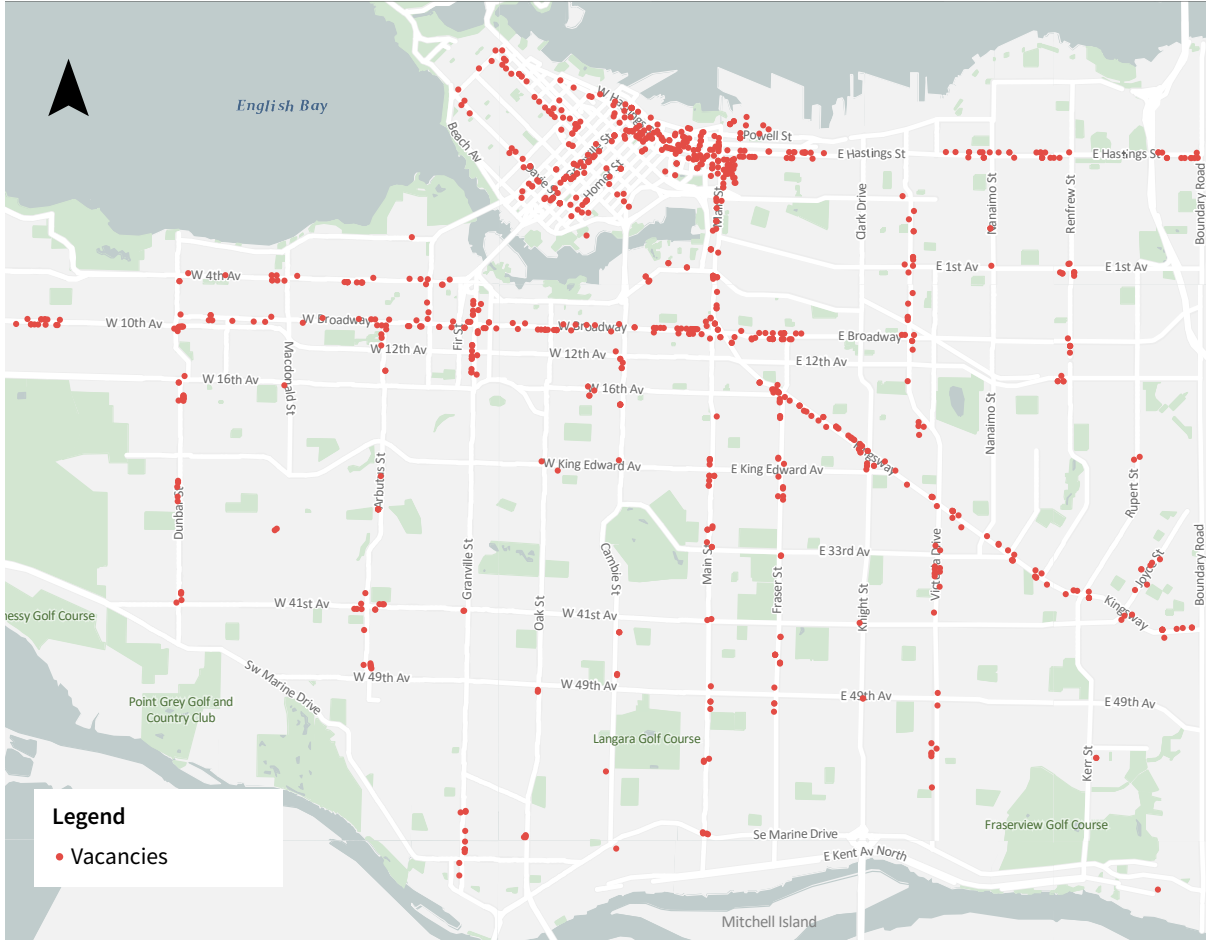 English Bay
W Hastings
Beach Av
Davie St
Granville St
Homer St
Powell St
E Hastings St
E Hastings St
Main St
Clark Drive
Nanaimo St
Renfrew St
Boundary Road
W 4th Av
E 1st Av
E 1st Av
W 10th Av
W Broadway
W Broadway
E Broadway
Fir St
W 12th Av
W 12th Av
E 12th Av
Macdonald St
W 16th Av
W 16th Av
Nanaimo St
W King Edward Av
E King Edward Av
Kingsway
Arbutus St
Dunbar St
Rupert St
Granville St
Cambie St
Main St
E 33rd Av
Victoria Drive
Fraser St
Knight St
Joyce St
Boundary Road
Oak St
W 41st Av
W 41st Av
Kingsway
nessy Golf Course
Sw Marine Drive
W 49th Av
W 49th Av
E 49th Av
E 49th Av
Point Grey Golf and
Country Club
Langara Golf Course
Kerr St
Fraserview Golf Course
Se Marine Drive
E Kent Av North
Mitchell Island
Legend
Vacancies